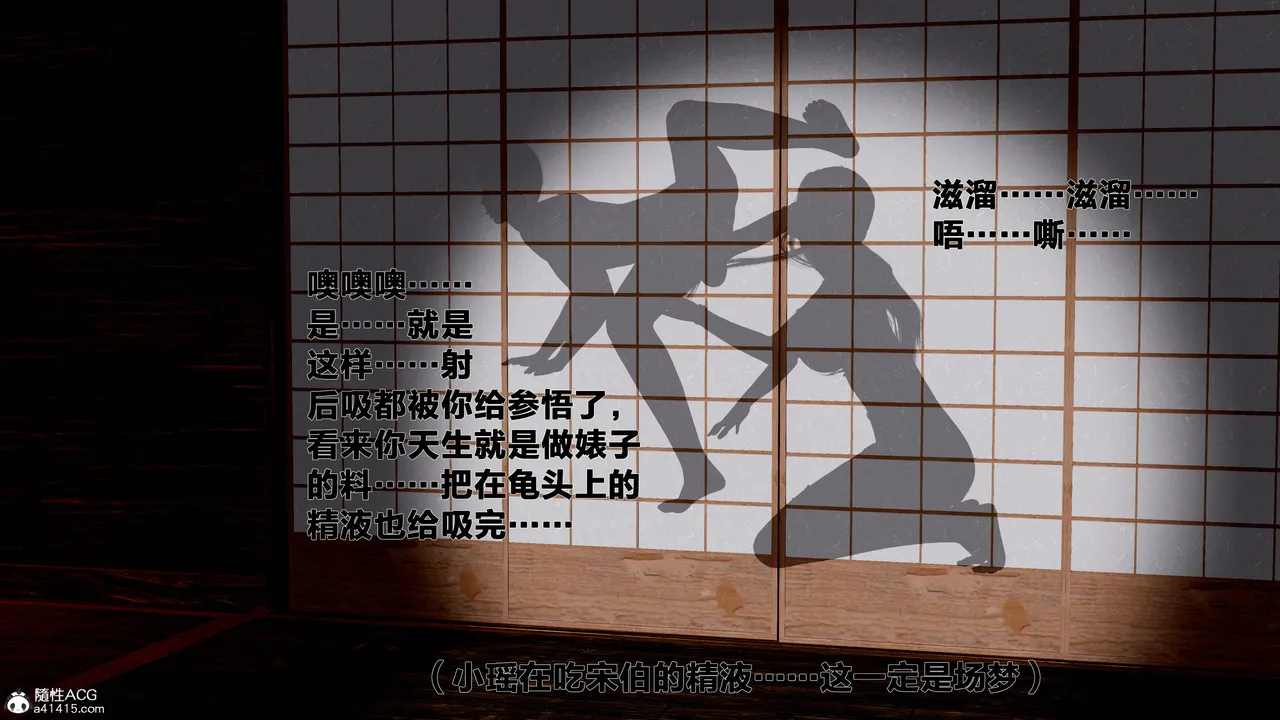 滋溜……滋溜……
唔……嘶……
噢噢噢……
是……就是
这样……射
后吸都被你给参悟了，
看来你天生就是做婊子
的料……把在龟头上的
精液也给吸完……
（小瑶在吃宋伯的精液……这一定是场梦）
隨性ACG
a41415.com